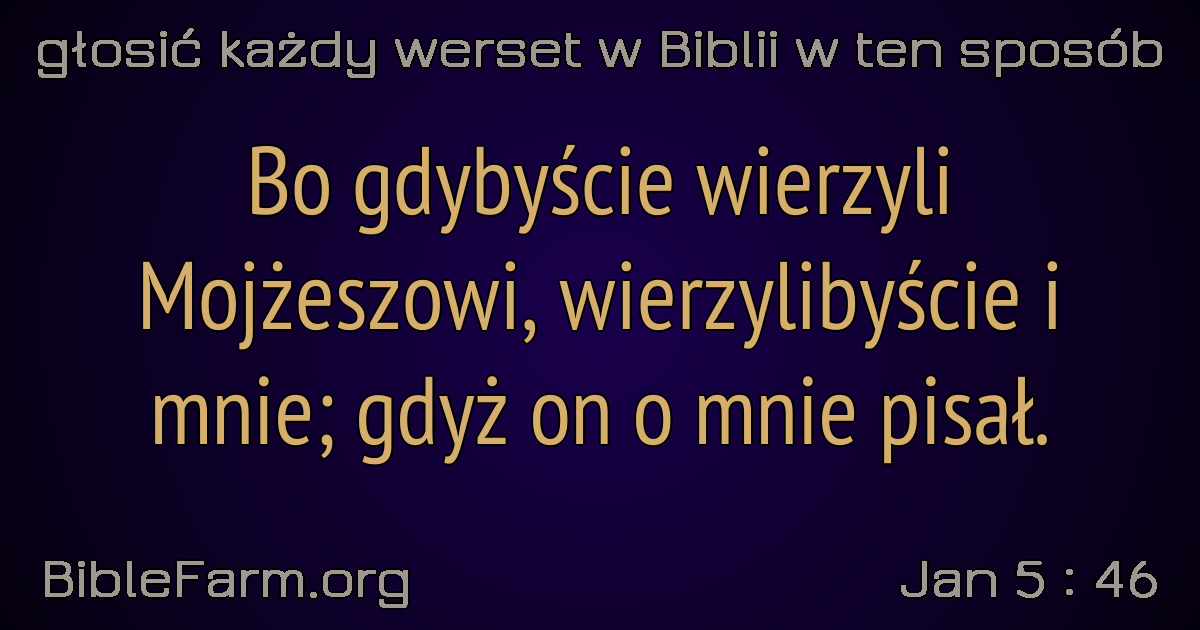 głosić każdy werset w Biblii w ten sposób
Bo gdybyście wierzyli
Mojżeszowi, wierzylibyście i
mnie; gdyż on o mnie pisał.
BibleFarm.org
Jan 5 : 46